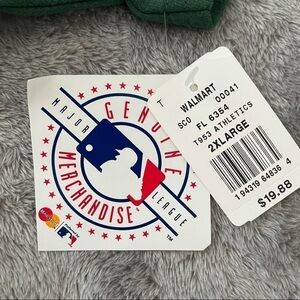 MAJOR LEAGUE
GENUINE
MERCHANDISE
WALMART
SCO 00041
FL 6354
T953 ATHLETICS
2XLARGE
1 94319 64836 4
$19.88